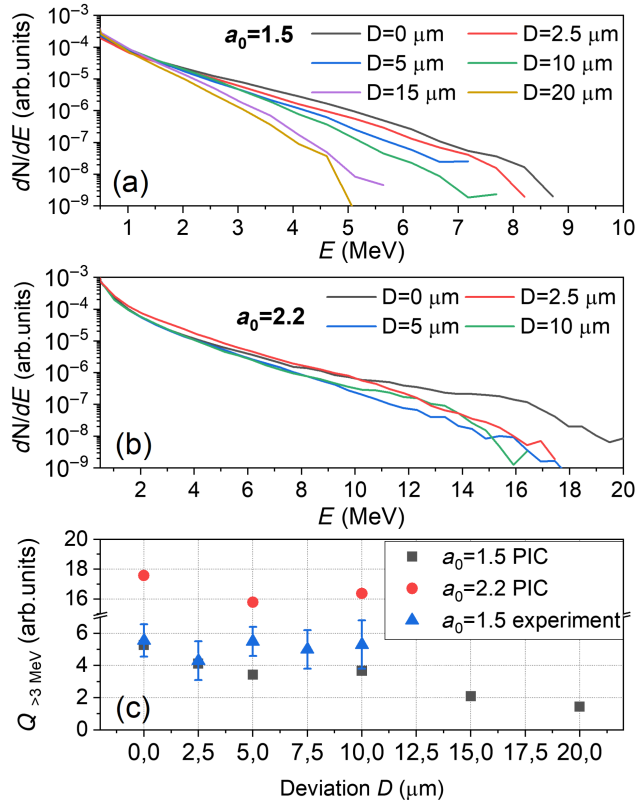 10⁻³
10⁻⁴
10⁻⁵
10⁻⁶
10⁻⁷
10⁻⁸
10⁻⁹
dN/dE (arb.units)
a₀=1.5
D=0 μm
D=2.5 μm
D=5 μm
D=10 μm
D=15 μm
D=20 μm
(a)
1 2 3 4 5 6 7 8 9 10
E (MeV)
10⁻³
10⁻⁴
10⁻⁵
10⁻⁶
10⁻⁷
10⁻⁸
10⁻⁹
dN/dE (arb.units)
a₀=2.2
D=0 μm
D=2.5 μm
D=5 μm
D=10 μm
(b)
2 4 6 8 10 12 14 16 18 20
E (MeV)
20
18
16
6
4
2
0
Q >3 MeV (arb.units)
a₀=1.5 PIC
a₀=2.2 PIC
a₀=1.5 experiment
(c)
0,0 2,5 5,0 7,5 10,0 12,5 15,0 17,5 20,0
Deviation D, (μm)